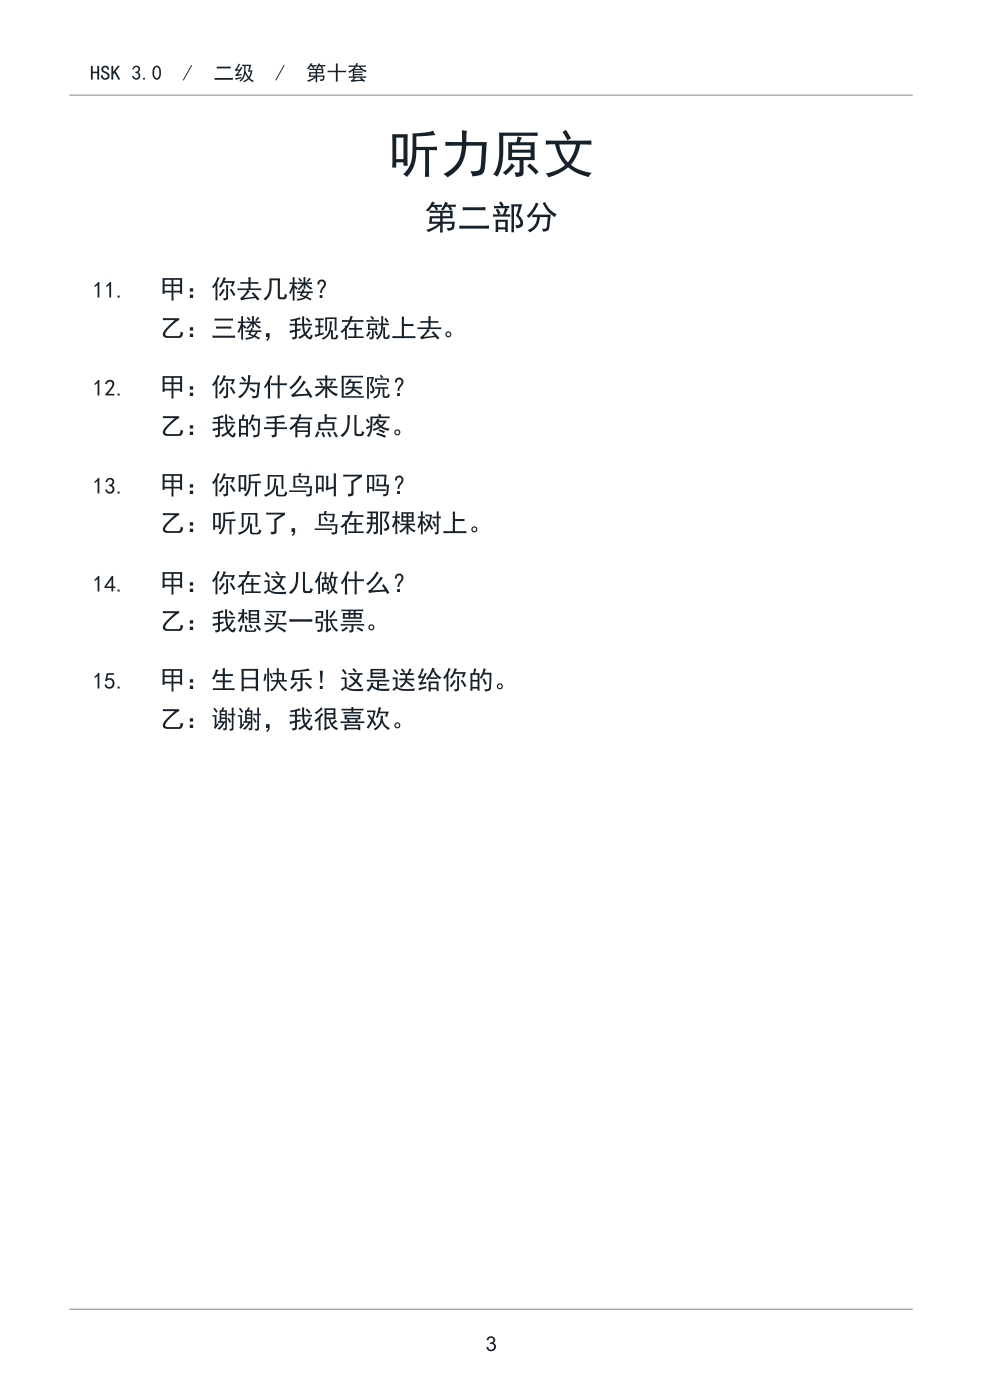 HSK 3.0 / 二级 / 第十套
听力原文
第二部分
11. 甲：你去几楼？
乙：三楼，我现在就上去。
12. 甲：你为什么来医院？
乙：我的手有点儿疼。
13. 甲：你听见鸟叫了吗？
乙：听见了，鸟在那棵树上。
14. 甲：你在这儿做什么？
乙：我想买一张票。
15. 甲：生日快乐！这是送给你的。
乙：谢谢，我很喜欢。
3